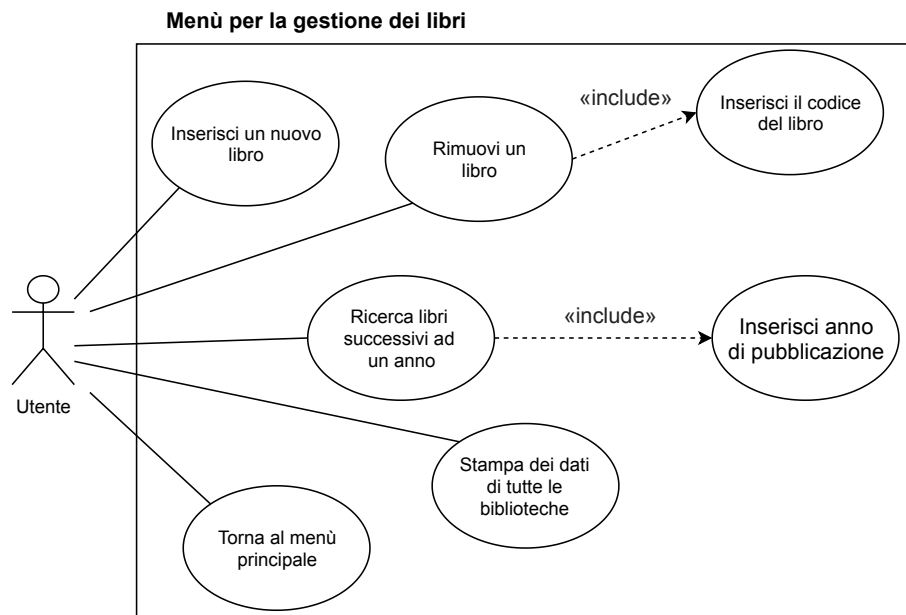 Menù per la gestione dei libri
Inserisci un nuovo
libro
Rimuovi un
libro
«include»
Inserisci il codice
del libro
Ricerca libri
successivi ad
un anno
«include»
Inserisci anno
di pubblicazione
Utente
Stampa dei dati
di tutte le
biblioteche
Torna al menù
principale